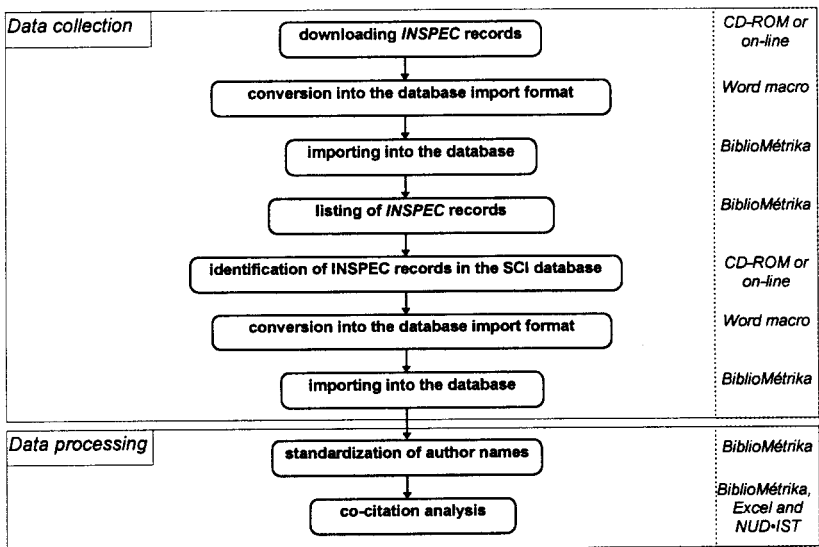 Data collection
downloading INSPEC records
CD-ROM or
on-line
conversion into the database import format
Word macro
importing into the database
BiblioMétrika
listing of INSPEC records
BiblioMétrika
identification of INSPEC records in the SCI database
CD-ROM or
on-line
conversion into the database import format
Word macro
importing into the database
BiblioMétrika
Data processing
standardization of author names
BiblioMétrika
co-citation analysis
BiblioMétrika,
Excel and
NUD•IST